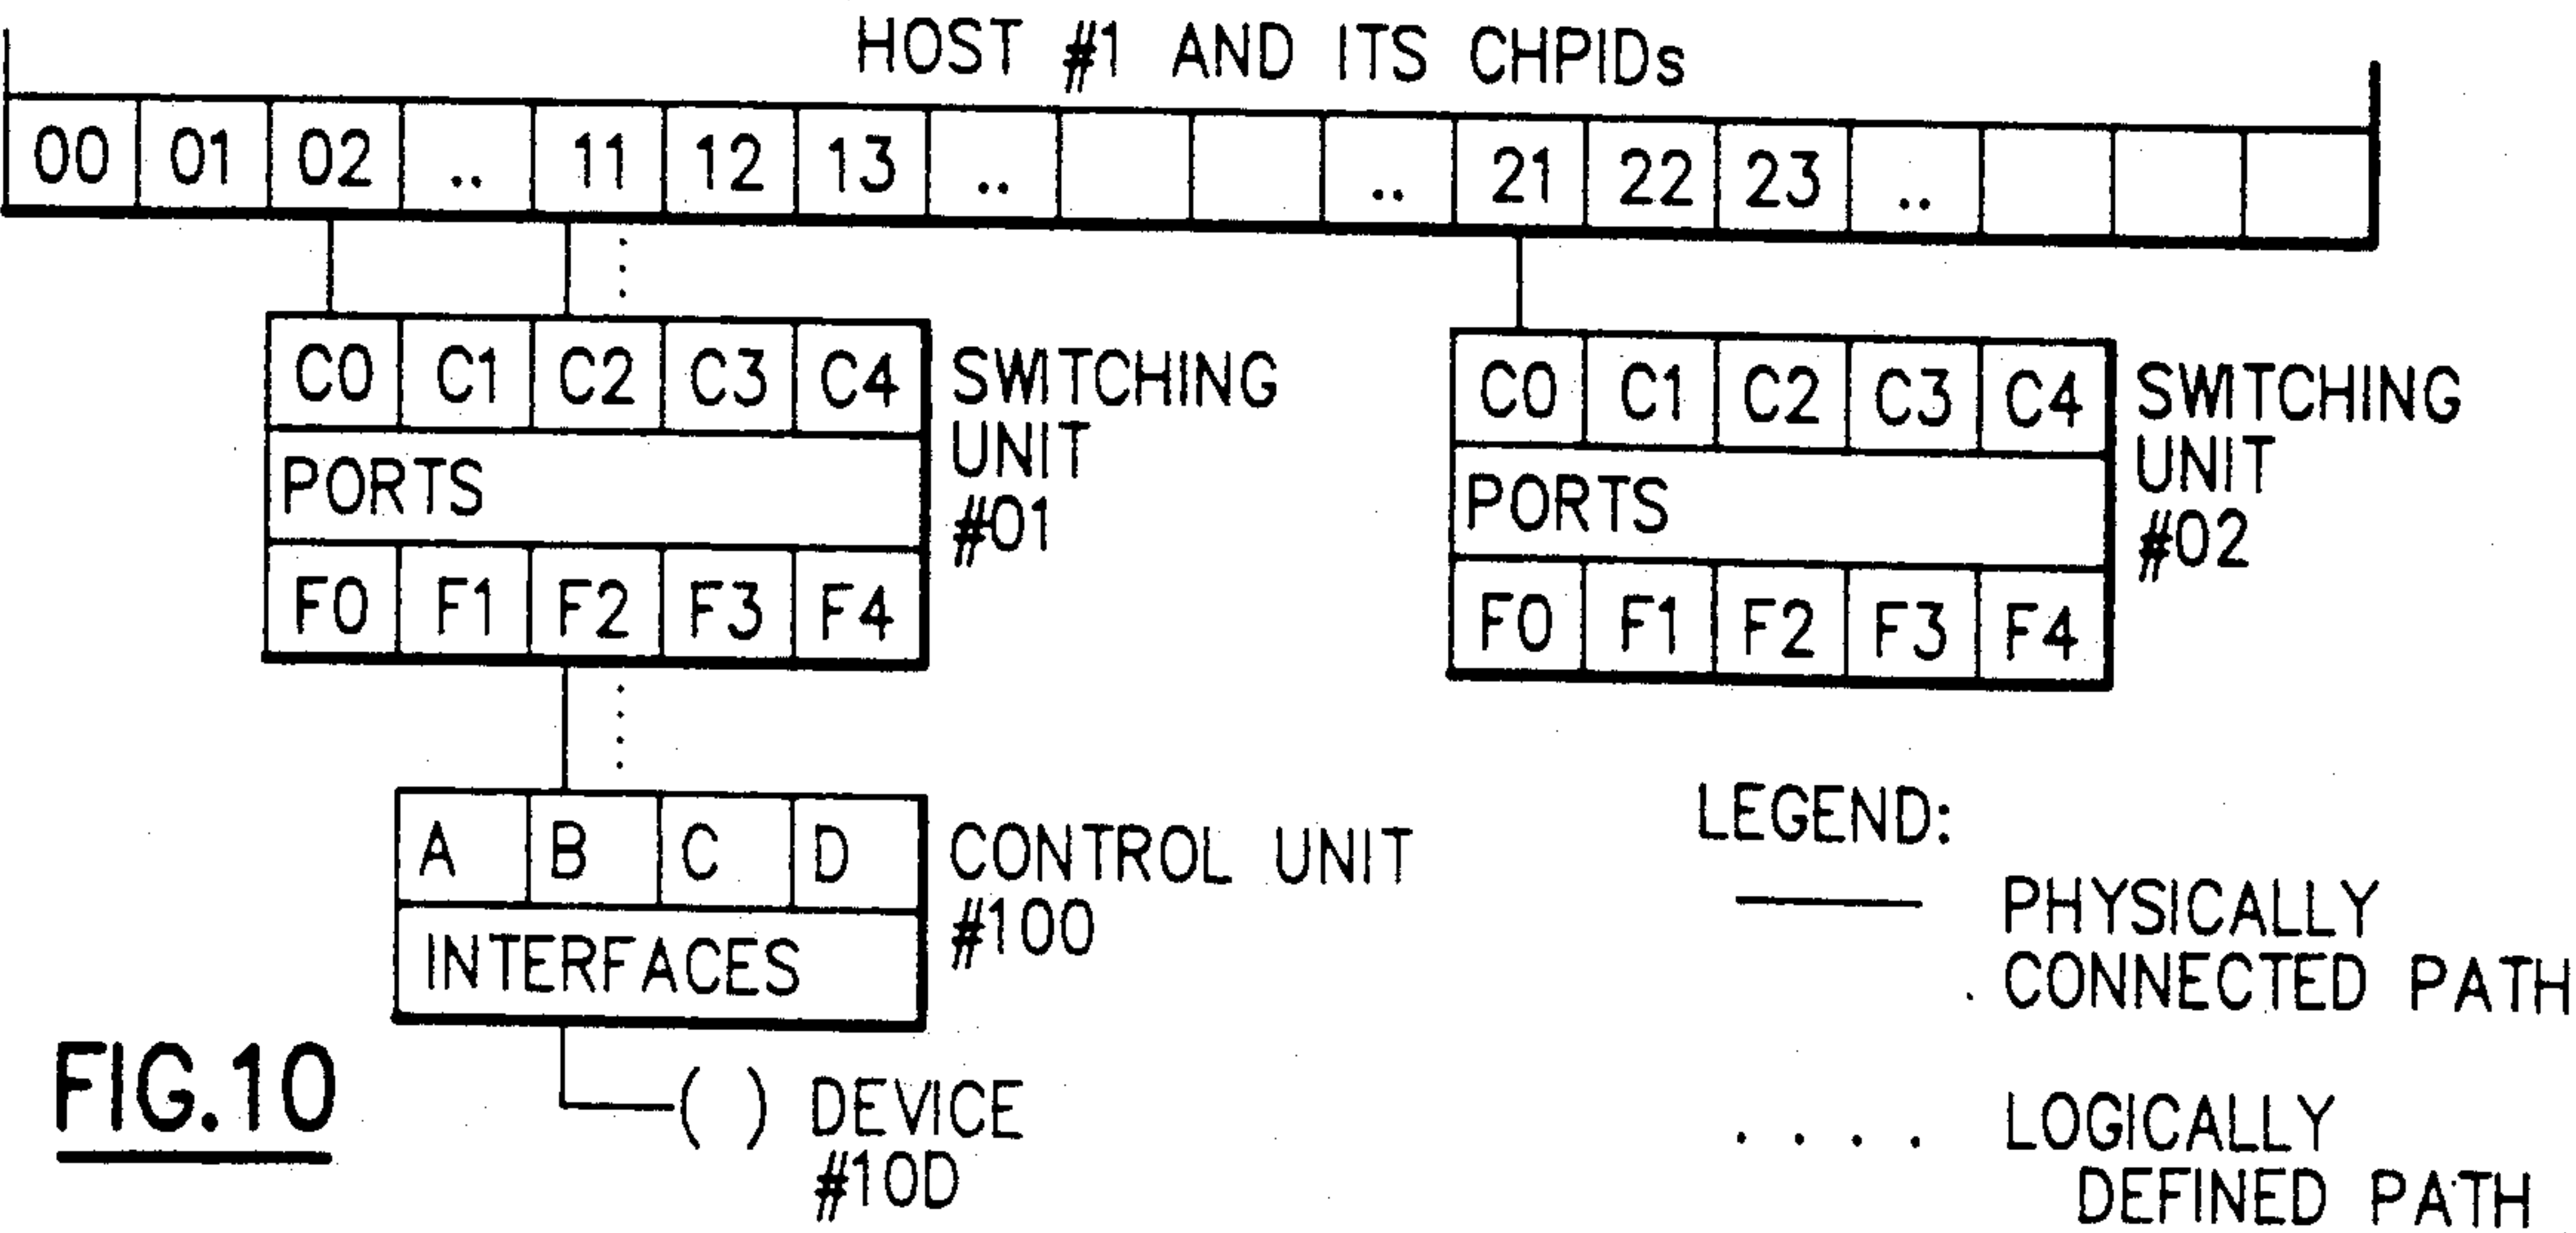 HOST #1 AND ITS CHPIDs
00 01 02 .. 11 12 13 .. .. 21 22 23 ..
C0 C1 C2 C3 C4
PORTS
F0 F1 F2 F3 F4
SWITCHING
UNIT
#01
C0 C1 C2 C3 C4
PORTS
F0 F1 F2 F3 F4
SWITCHING
UNIT
#02
A B C D
INTERFACES
CONTROL UNIT
#100
( ) DEVICE
#10D
LEGEND:
PHYSICALLY
CONNECTED PATH
. . . . LOGICALLY
DEFINED PATH
FIG.10